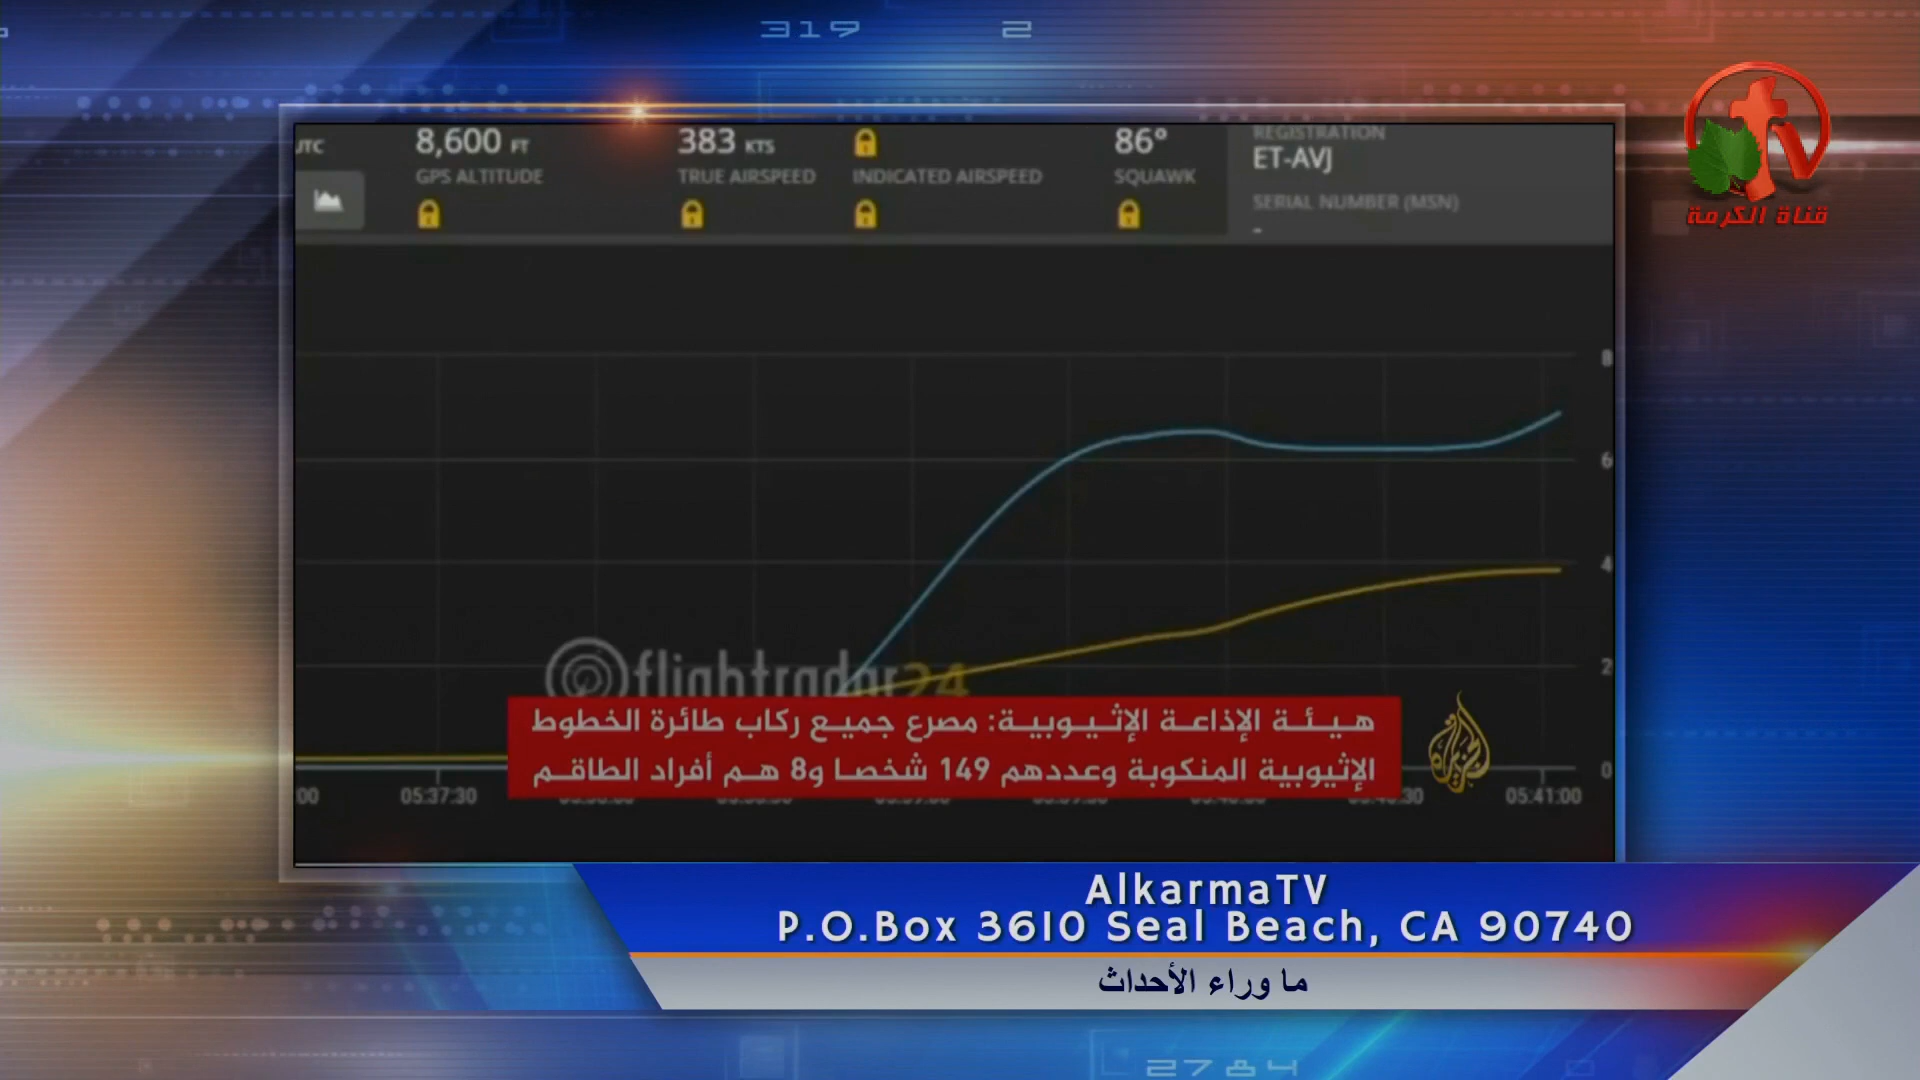 319 2
UTC
8,600 FT
GPS ALTITUDE
383 KTS
TRUE AIRSPEED
INDICATED AIRSPEED
86°
SQUAWK
REGISTRATION
ET-AVJ
SERIAL NUMBER (MSN)
-
tv
قناة الكرمة
8
6
4
2
0
flightradar24
هيئة الإذاعة الإثيوبية: مصرع جميع ركاب طائرة الخطوط
الإثيوبية المنكوبة وعددهم 149 شخصا و8 هم أفراد الطاقم
الجزيرة
:00 05:37:30 05:41:00
AlkarmaTV
P.O.Box 3610 Seal Beach, CA 90740
ما وراء الأحداث
2784